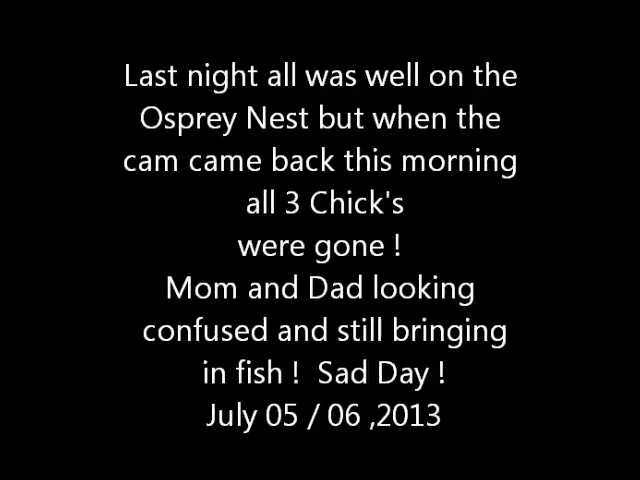 Last night all was well on the
Osprey Nest but when the
cam came back this morning
all 3 Chick's
were gone !
Mom and Dad looking
confused and still bringing
in fish !  Sad Day !
July 05 / 06 ,2013